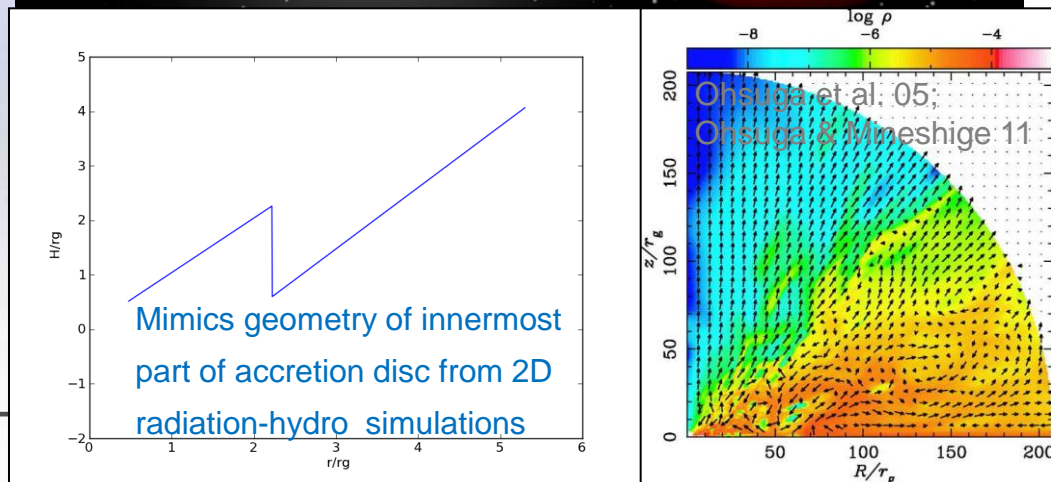 5
4
3
2
1
0
−1
−2
H/rg
Mimics geometry of innermost
part of accretion disc from 2D
radiation-hydro simulations
0
1
2
3
4
5
6
r/rg
log ρ
−8
−6
−4
Ohsuga et al. 05;
Ohsuga & Mineshige 11
200
150
100
50
0
z/r_g
50
100
150
200
R/r_g